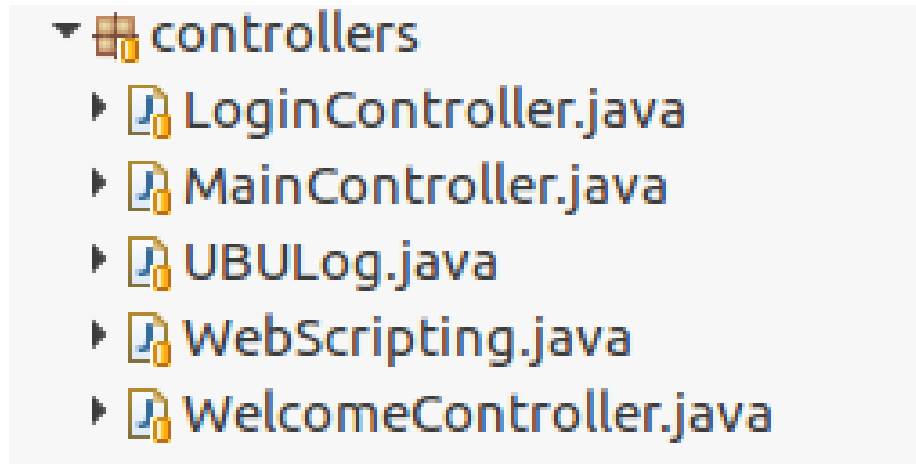 controllers
LoginController.java
MainController.java
UBULog.java
WebScripting.java
WelcomeController.java